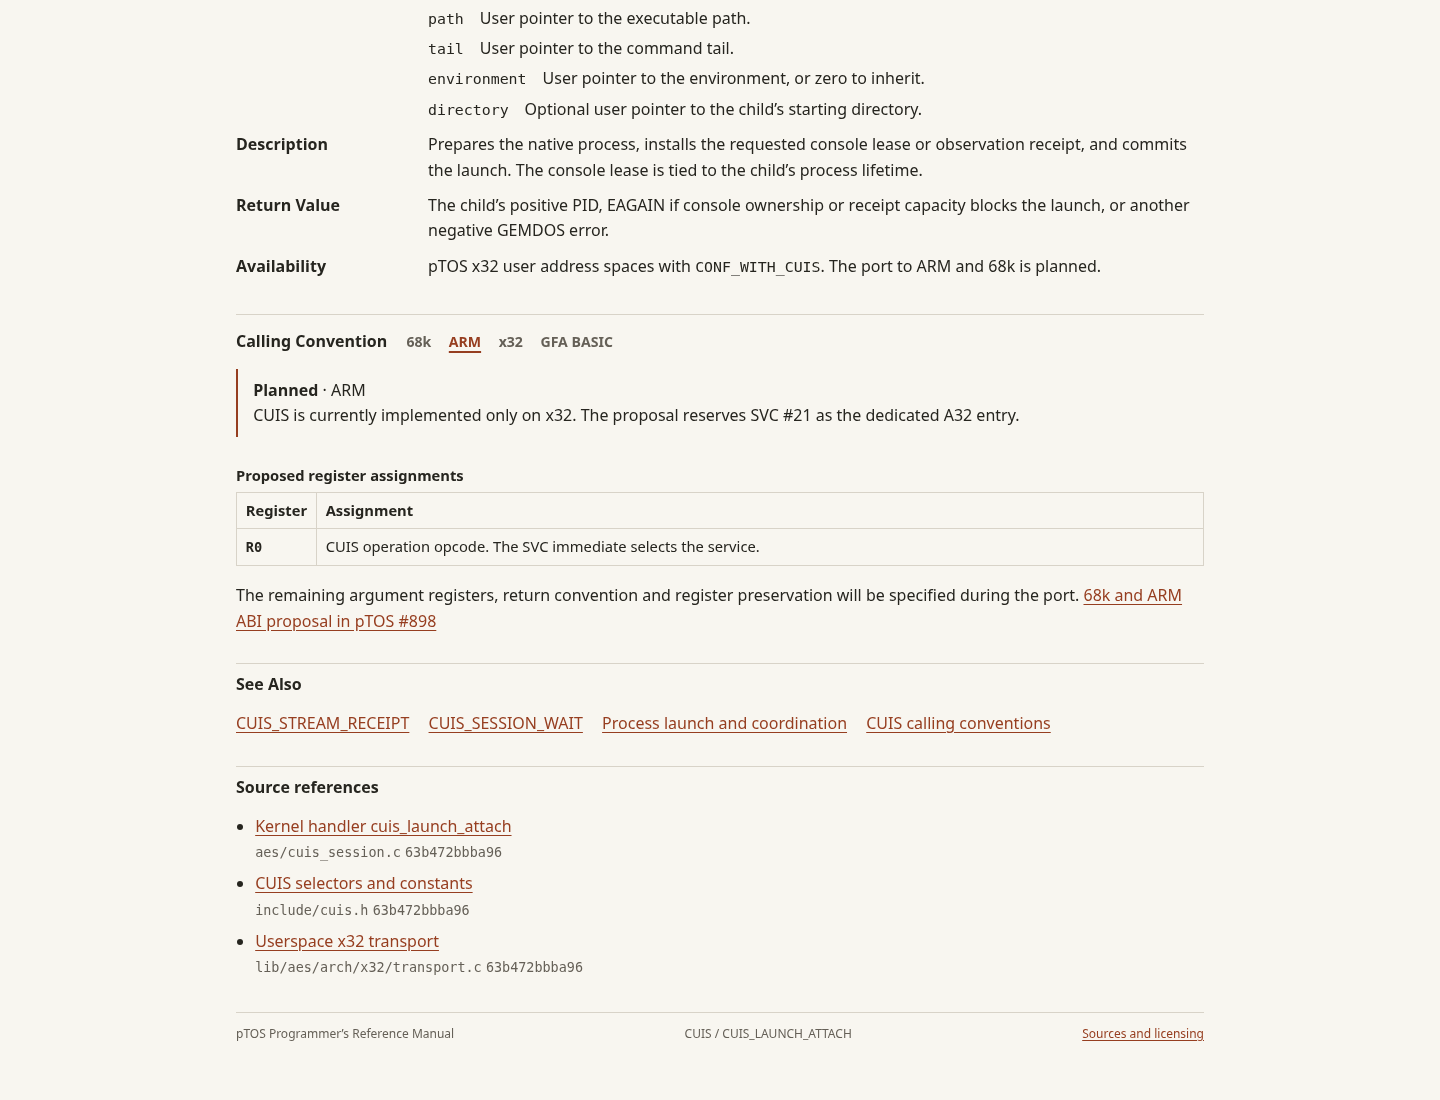 path User pointer to the executable path.
tail User pointer to the command tail.
environment User pointer to the environment, or zero to inherit.
directory Optional user pointer to the child’s starting directory.
Description Prepares the native process, installs the requested console lease or observation receipt, and commits
the launch. The console lease is tied to the child’s process lifetime.
Return Value The child’s positive PID, EAGAIN if console ownership or receipt capacity blocks the launch, or another
negative GEMDOS error.
Availability pTOS x32 user address spaces with CONF_WITH_CUIS. The port to ARM and 68k is planned.
Calling Convention 68k ARM x32 GFA BASIC
Planned · ARM
CUIS is currently implemented only on x32. The proposal reserves SVC #21 as the dedicated A32 entry.
Proposed register assignments
Register Assignment
R0 CUIS operation opcode. The SVC immediate selects the service.
The remaining argument registers, return convention and register preservation will be specified during the port. 68k and ARM
ABI proposal in pTOS #898
See Also
CUIS_STREAM_RECEIPT CUIS_SESSION_WAIT Process launch and coordination CUIS calling conventions
Source references
Kernel handler cuis_launch_attach
aes/cuis_session.c 63b472bbba96
CUIS selectors and constants
include/cuis.h 63b472bbba96
Userspace x32 transport
lib/aes/arch/x32/transport.c 63b472bbba96
pTOS Programmer’s Reference Manual CUIS / CUIS_LAUNCH_ATTACH Sources and licensing